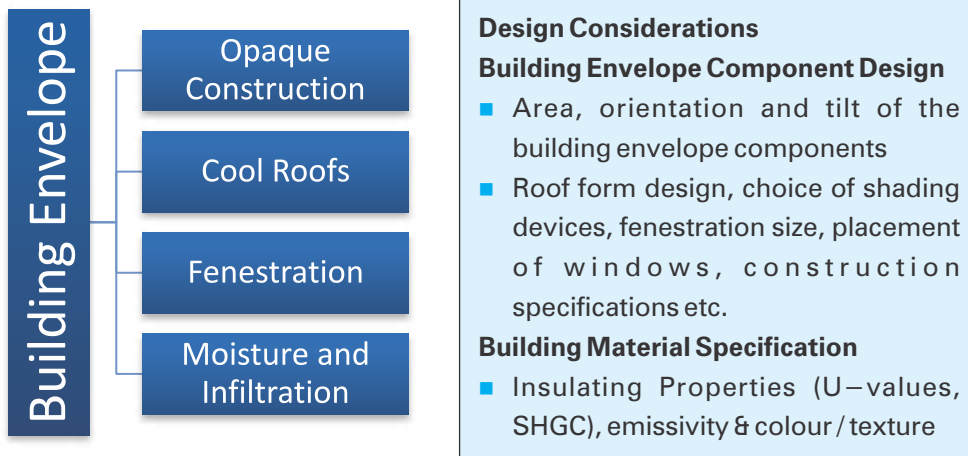 Building Envelope
Opaque
Construction
Cool Roofs
Fenestration
Moisture and
Infiltration
Design Considerations
Building Envelope Component Design
Area, orientation and tilt of the
building envelope components
Roof form design, choice of shading
devices, fenestration size, placement
of windows, construction
specifications etc.
Building Material Specification
Insulating Properties (U–values,
SHGC), emissivity & colour / texture